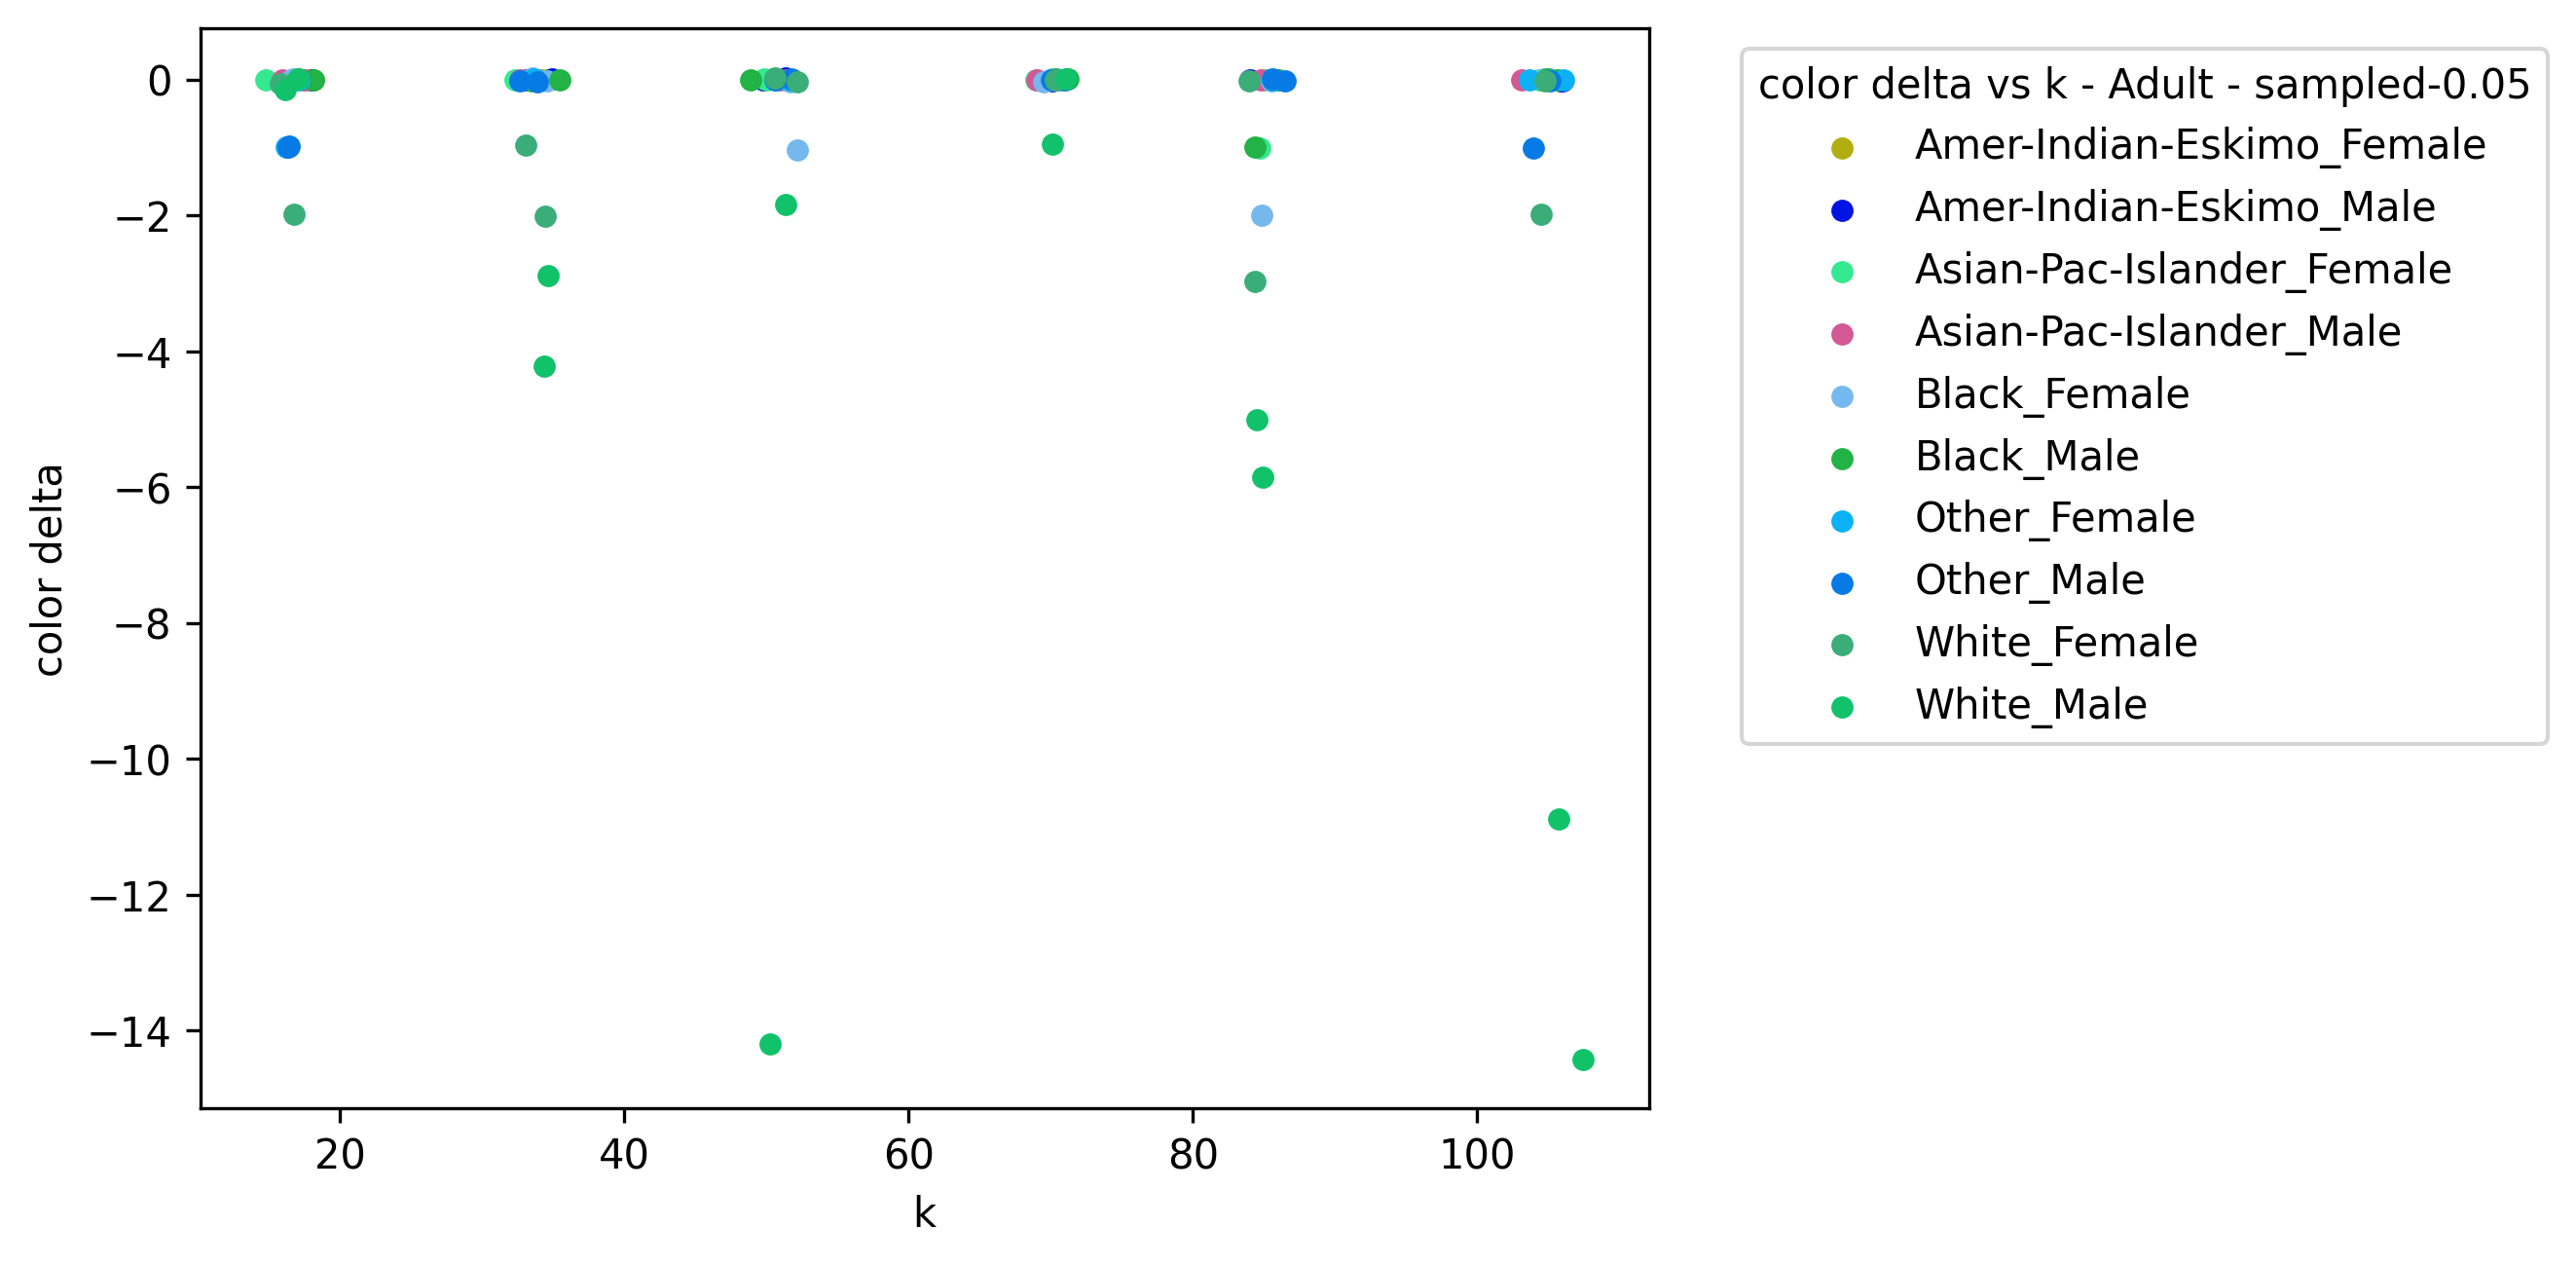 0
−2
−4
−6
−8
−10
−12
−14
color delta
20 40 60 80 100
k
color delta vs k - Adult - sampled-0.05
Amer-Indian-Eskimo_Female
Amer-Indian-Eskimo_Male
Asian-Pac-Islander_Female
Asian-Pac-Islander_Male
Black_Female
Black_Male
Other_Female
Other_Male
White_Female
White_Male